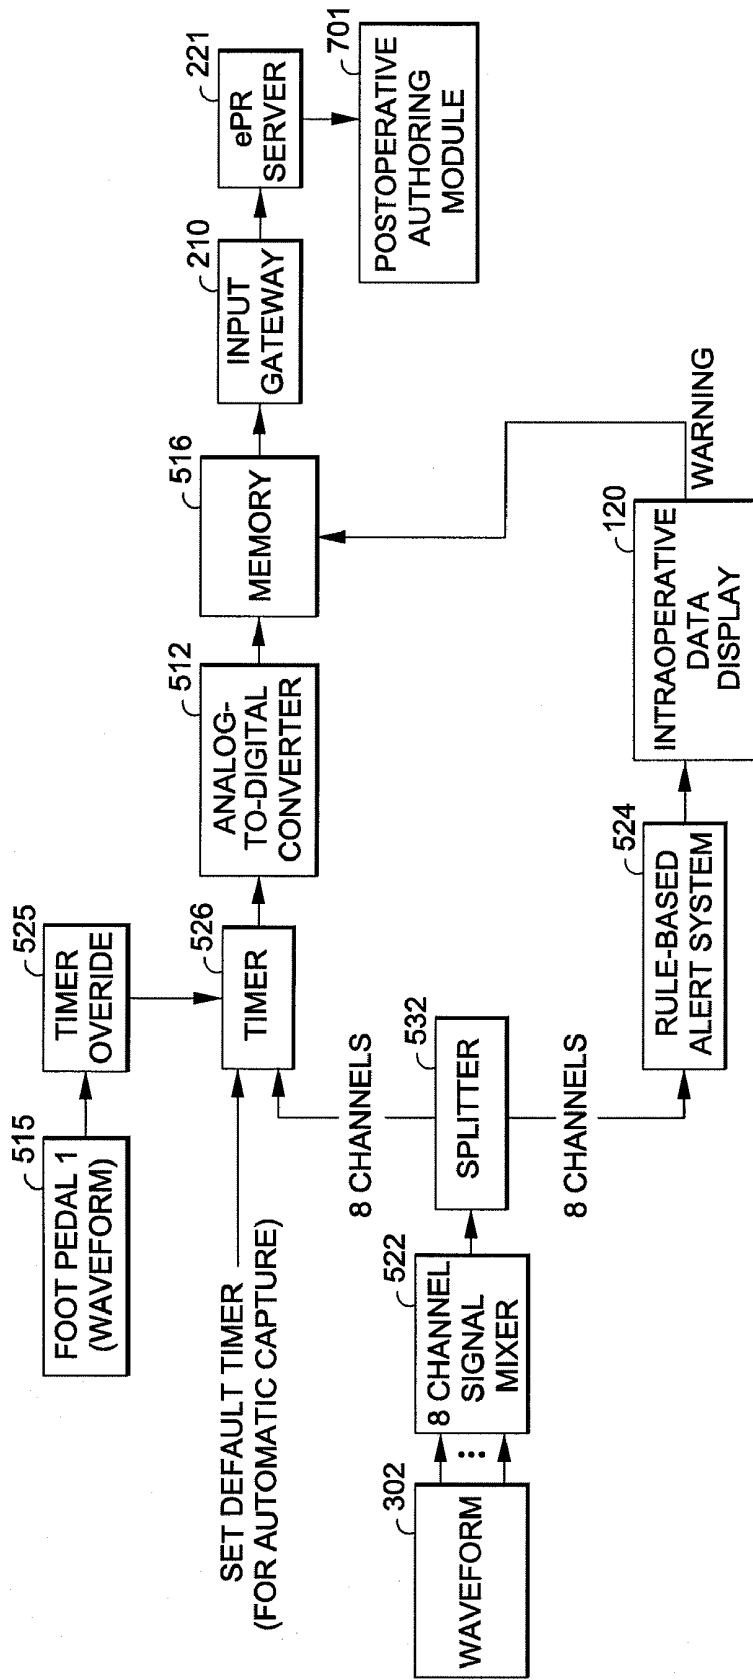 515
FOOT PEDAL 1
(WAVEFORM)
525
TIMER
OVERRIDE
SET DEFAULT TIMER
(FOR AUTOMATIC CAPTURE)
526
TIMER
512
ANALOG-
TO-DIGITAL
CONVERTER
516
MEMORY
210
INPUT
GATEWAY
221
ePR
SERVER
701
POSTOPERATIVE
AUTHORING
MODULE
302
WAVEFORM
522
8 CHANNEL
SIGNAL
MIXER
532
SPLITTER
8 CHANNELS
8 CHANNELS
524
RULE-BASED
ALERT SYSTEM
120
INTRAOPERATIVE
DATA
DISPLAY
WARNING